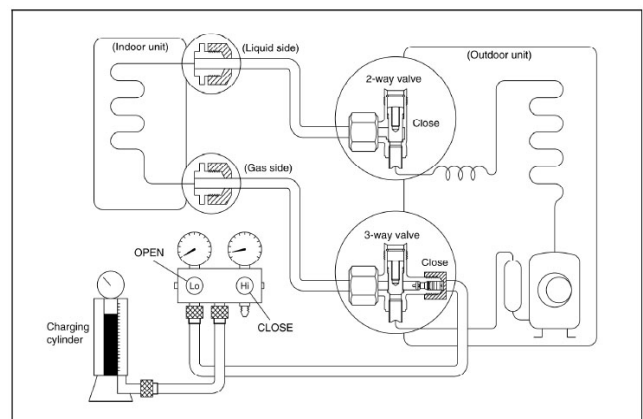 (Indoor unit)
(Liquid side)
(Outdoor unit)
2-way valve
Close
(Gas side)
3-way valve
Close
OPEN
Lo
Hi
CLOSE
Charging
cylinder